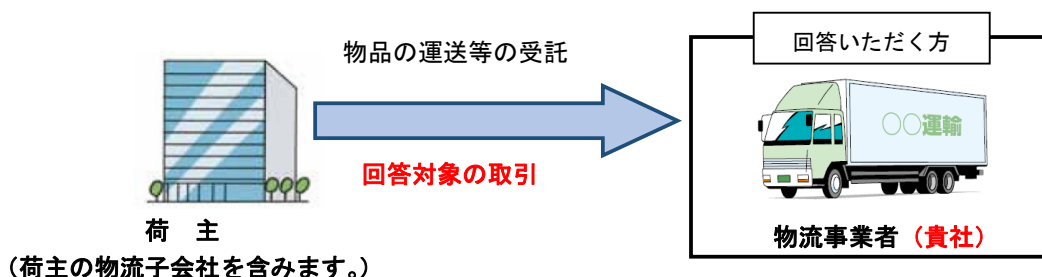 回答いただく方
物品の運送等の受託
〇〇運輸
回答対象の取引
荷　主
（荷主の物流子会社を含みます。）
物流事業者（貴社）